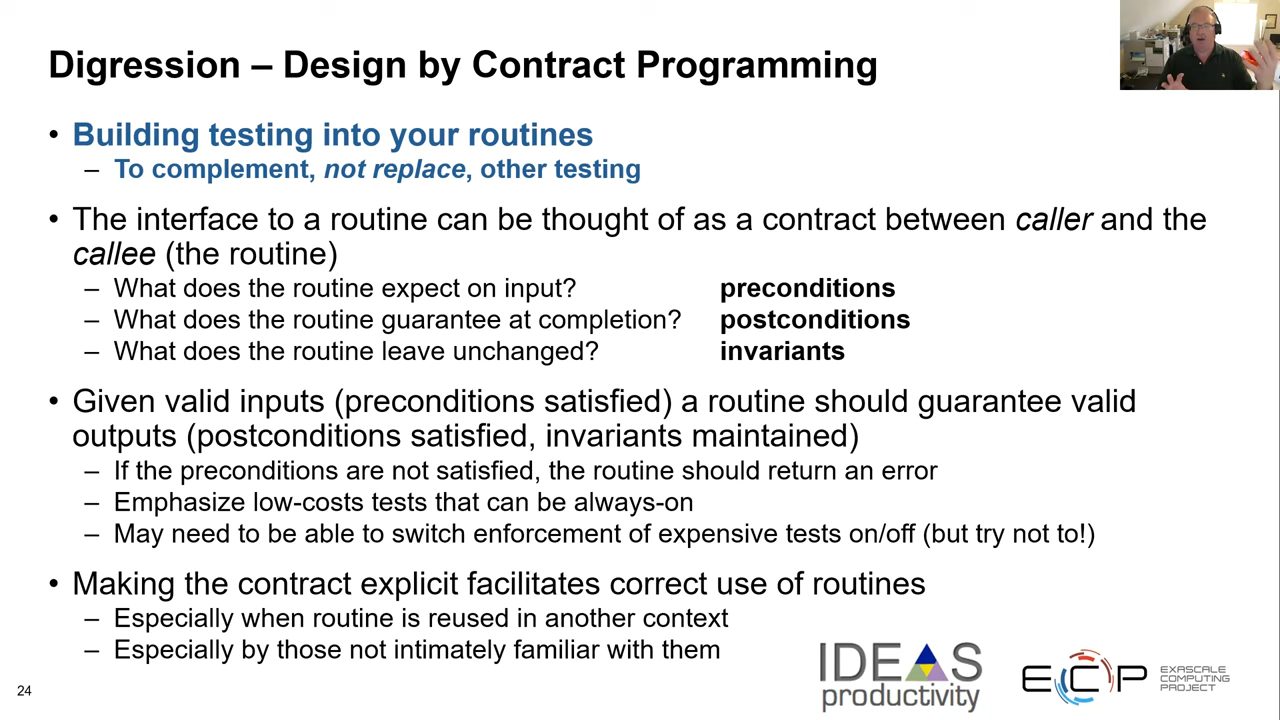 Digression – Design by Contract Programming
• Building testing into your routines
– To complement, not replace, other testing
• The interface to a routine can be thought of as a contract between caller and the
callee (the routine)
– What does the routine expect on input? preconditions
– What does the routine guarantee at completion? postconditions
– What does the routine leave unchanged? invariants
• Given valid inputs (preconditions satisfied) a routine should guarantee valid
outputs (postconditions satisfied, invariants maintained)
– If the preconditions are not satisfied, the routine should return an error
– Emphasize low-costs tests that can be always-on
– May need to be able to switch enforcement of expensive tests on/off (but try not to!)
• Making the contract explicit facilitates correct use of routines
– Especially when routine is reused in another context
– Especially by those not intimately familiar with them
24
IDEAS
productivity
ECP
EXASCALE
COMPUTING
PROJECT